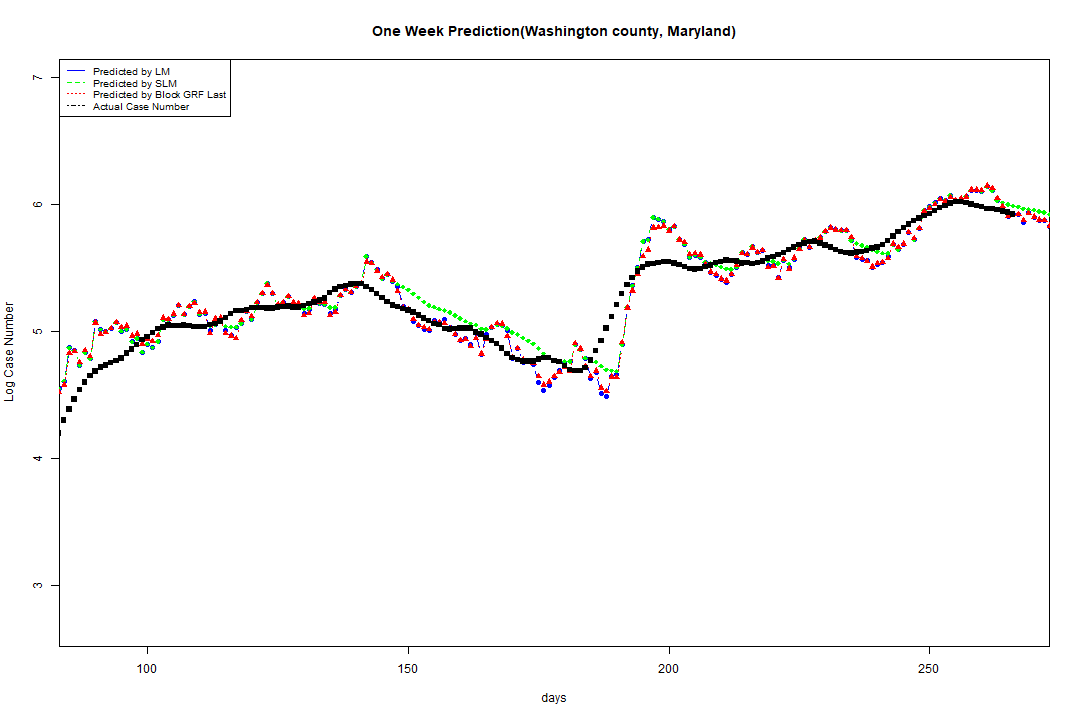 One Week Prediction(Washington county, Maryland)
Predicted by LM
Predicted by SLM
Predicted by Block GRF Last
Actual Case Number
7
6
5
4
3
Log Case Number
100 150 200 250
days